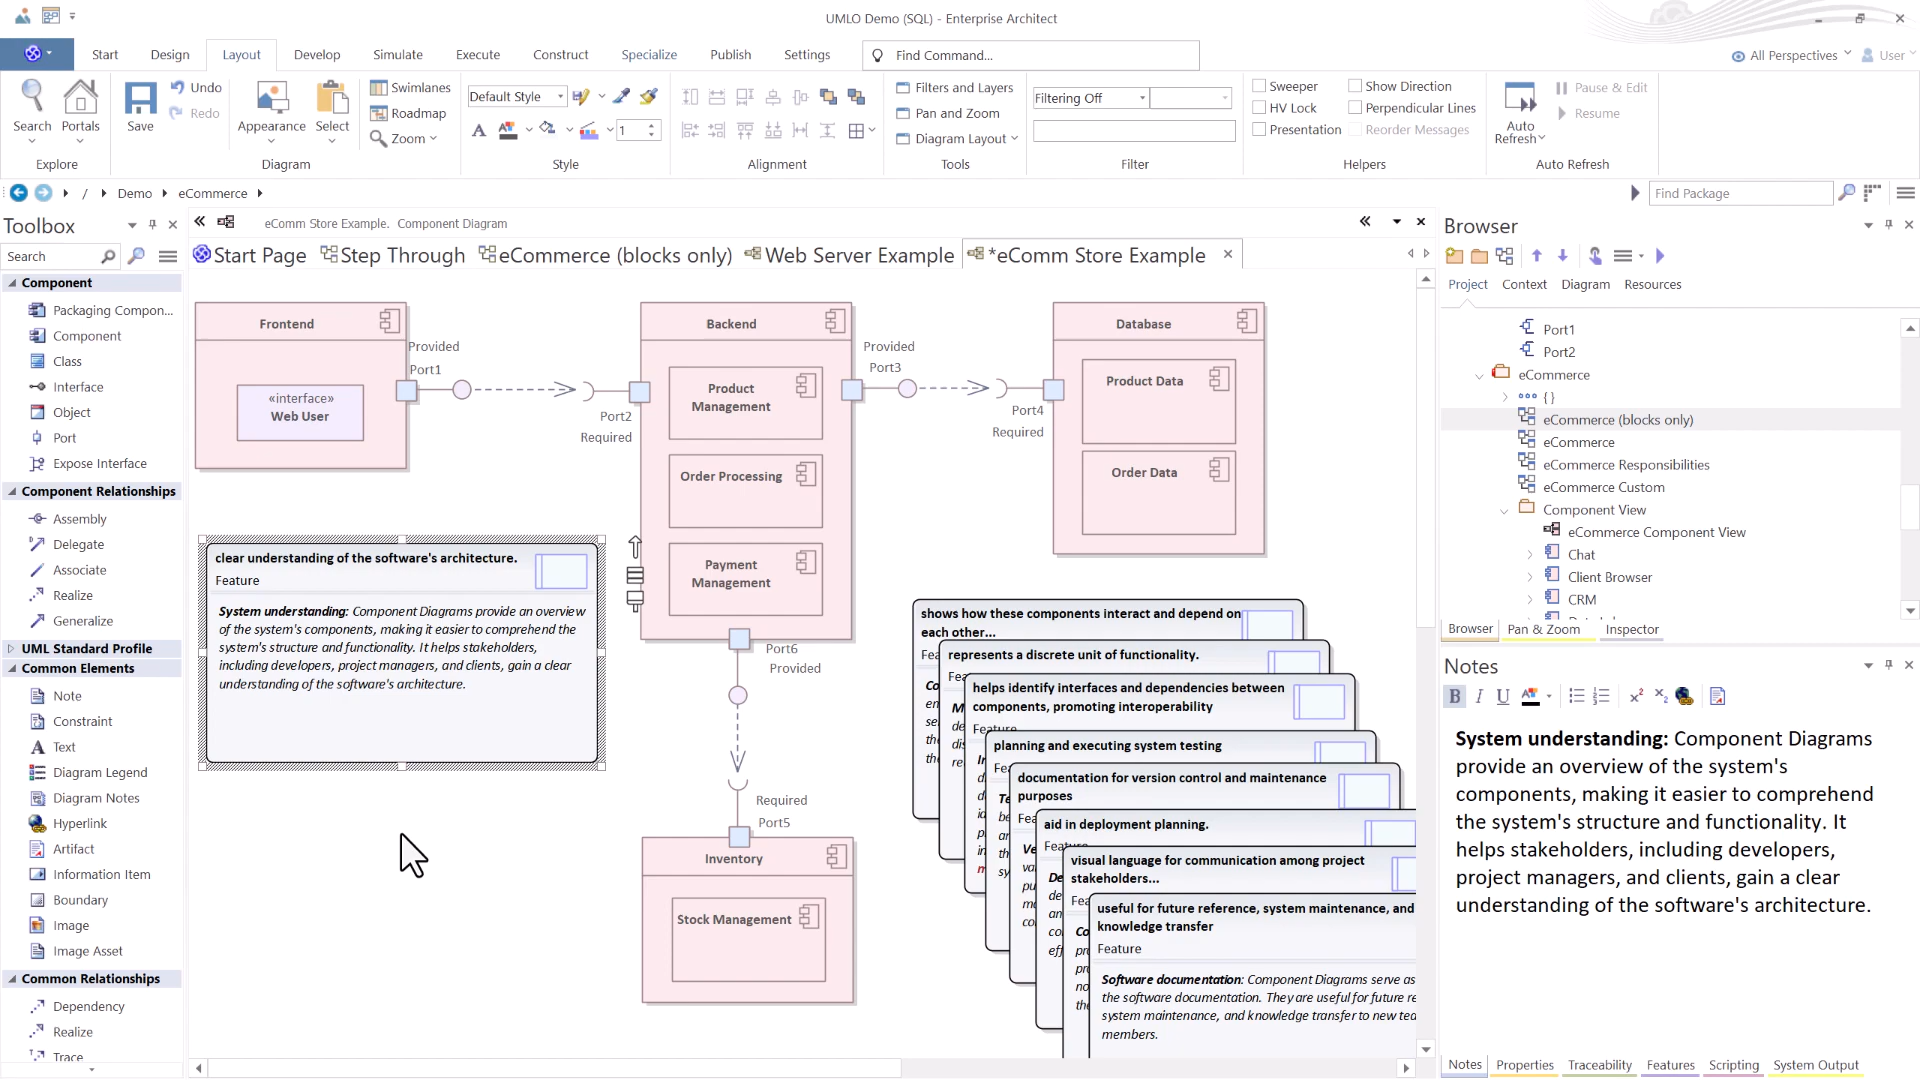 UMLO Demo (SQL) - Enterprise Architect
Start
Design
Layout
Develop
Simulate
Execute
Construct
Specialize
Publish
Settings
Find Command...
All Perspectives
User
Search
Portals
Explore
Save
Undo
Redo
Appearance
Select
Diagram
Swimlanes
Roadmap
Zoom
Default Style
1
Style
Alignment
Filters and Layers
Pan and Zoom
Diagram Layout
Tools
Filtering Off
Filter
Sweeper
HV Lock
Presentation
Show Direction
Perpendicular Lines
Reorder Messages
Helpers
Auto
Refresh
Pause & Edit
Resume
Auto Refresh
/
Demo
eCommerce
Find Package
Toolbox
Search
Component
Packaging Compon...
Component
Class
Interface
Object
Port
Expose Interface
Component Relationships
Assembly
Delegate
Associate
Realize
Generalize
UML Standard Profile
Common Elements
Note
Constraint
Text
Diagram Legend
Diagram Notes
Hyperlink
Artifact
Information Item
Boundary
Image
Image Asset
Common Relationships
Dependency
Realize
Trace
eComm Store Example. Component Diagram
Start Page
Step Through
eCommerce (blocks only)
Web Server Example
*eComm Store Example
Frontend
«interface»
Web User
Provided
Port1
Port2
Required
Backend
Product
Management
Order Processing
Payment
Management
Provided
Port3
Port4
Required
Database
Product Data
Order Data
Port6
Provided
Required
Port5
Inventory
Stock Management
clear understanding of the software's architecture.
Feature
System understanding: Component Diagrams provide an overview
of the system's components, making it easier to comprehend the
system's structure and functionality. It helps stakeholders,
including developers, project managers, and clients, gain a clear
understanding of the software's architecture.
shows how these components interact and depend on
each other...
represents a discrete unit of functionality.
helps identify interfaces and dependencies between
components, promoting interoperability
planning and executing system testing
documentation for version control and maintenance
purposes
aid in deployment planning.
visual language for communication among project
stakeholders...
useful for future reference, system maintenance, and
knowledge transfer
Feature
Software documentation: Component Diagrams serve as
the software documentation. They are useful for future re
system maintenance, and knowledge transfer to new tea
members.
Browser
Project
Context
Diagram
Resources
Port1
Port2
eCommerce
{ }
eCommerce (blocks only)
eCommerce
eCommerce Responsibilities
eCommerce Custom
Component View
eCommerce Component View
Chat
Client Browser
CRM
Browser
Pan & Zoom
Inspector
Notes
B
I
U
System understanding: Component Diagrams
provide an overview of the system's
components, making it easier to comprehend
the system's structure and functionality. It
helps stakeholders, including developers,
project managers, and clients, gain a clear
understanding of the software's architecture.
Notes
Properties
Traceability
Features
Scripting
System Output